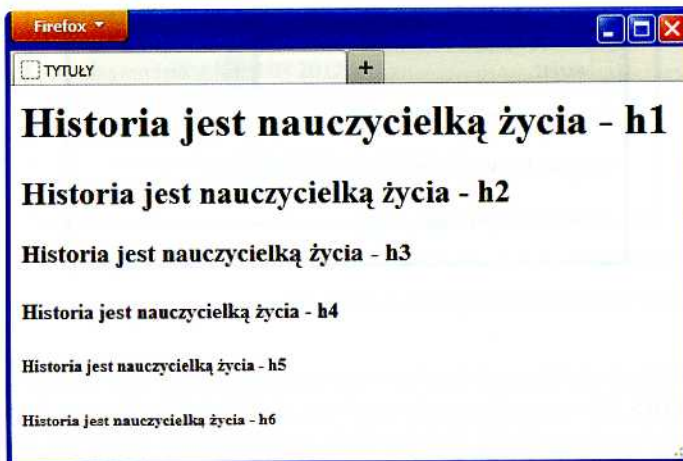 Firefox
TYTUŁY
+
Historia jest nauczycielką życia - h1
Historia jest nauczycielką życia - h2
Historia jest nauczycielką życia - h3
Historia jest nauczycielką życia - h4
Historia jest nauczycielką życia - h5
Historia jest nauczycielką życia - h6